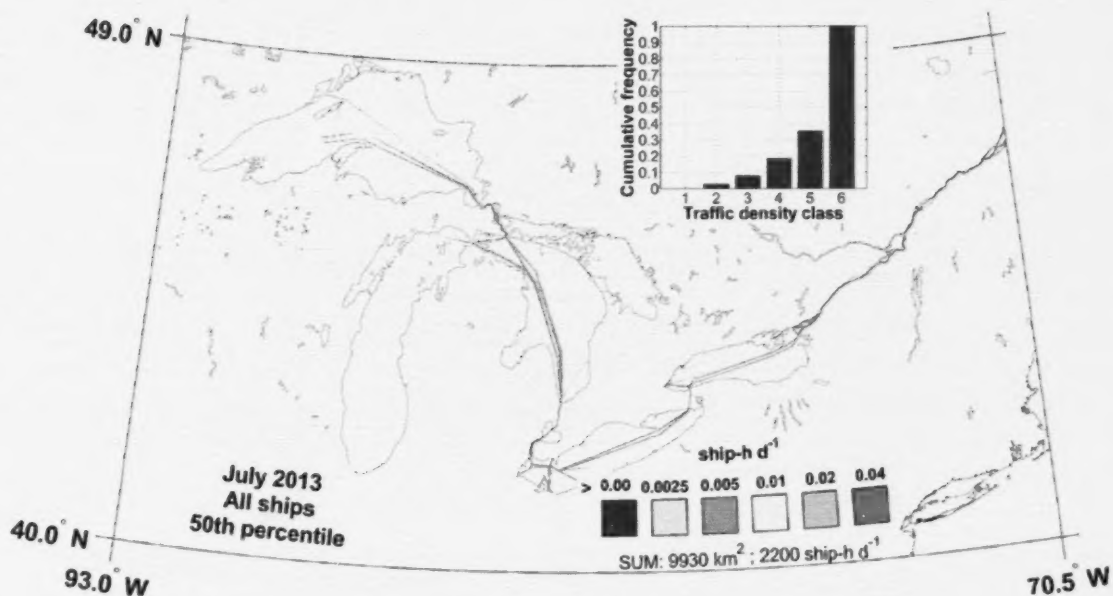 49.0° N
Cumulative frequency
1
0.9
0.8
0.7
0.6
0.5
0.4
0.3
0.2
0.1
0
1 2 3 4 5 6
Traffic density class
July 2013
All ships
50th percentile
ship-h d⁻¹
> 0.00 0.0025 0.005 0.01 0.02 0.04
SUM: 9930 km² ; 2200 ship-h d⁻¹
40.0° N
93.0° W
70.5° W